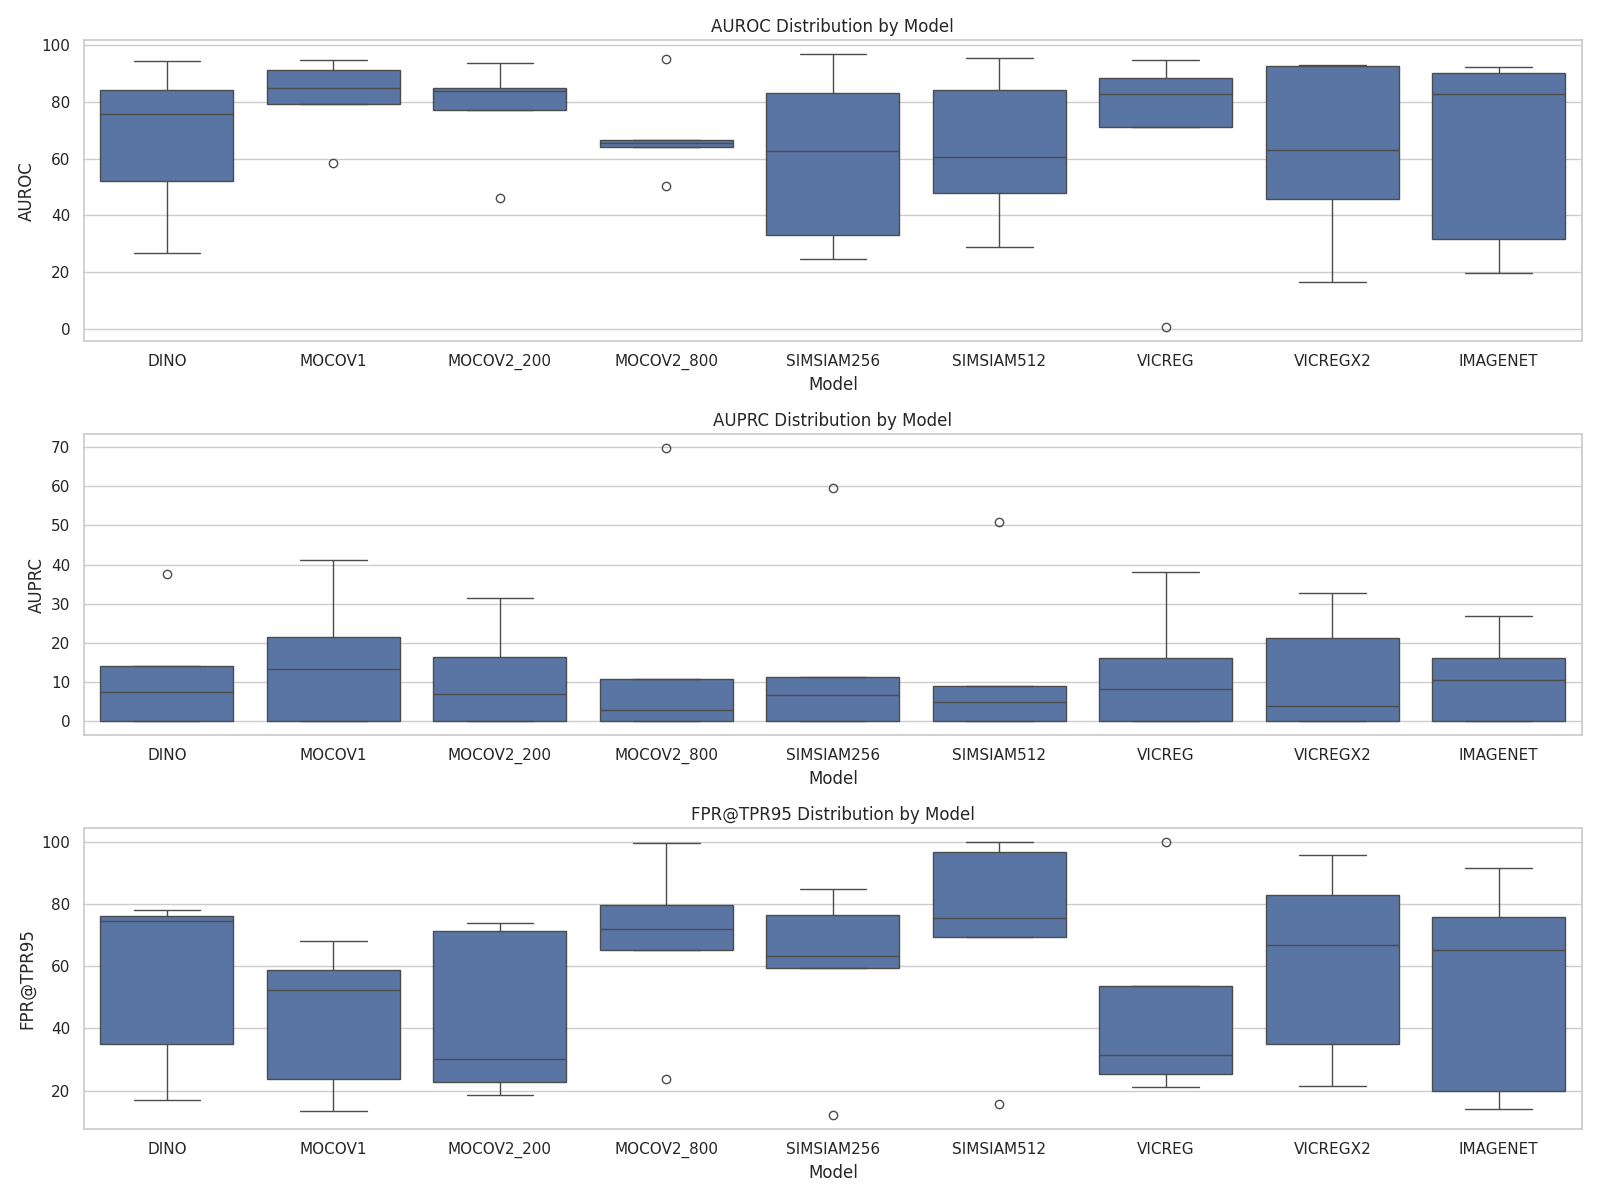 AUROC Distribution by Model
100
80
60
40
20
0
AUROC
DINO MOCOV1 MOCOV2_200 MOCOV2_800 SIMSIAM256 SIMSIAM512 VICREG VICREGX2 IMAGENET
Model
AUPRC Distribution by Model
70
60
50
40
30
20
10
0
AUPRC
DINO MOCOV1 MOCOV2_200 MOCOV2_800 SIMSIAM256 SIMSIAM512 VICREG VICREGX2 IMAGENET
Model
FPR@TPR95 Distribution by Model
100
80
60
40
20
FPR@TPR95
DINO MOCOV1 MOCOV2_200 MOCOV2_800 SIMSIAM256 SIMSIAM512 VICREG VICREGX2 IMAGENET
Model